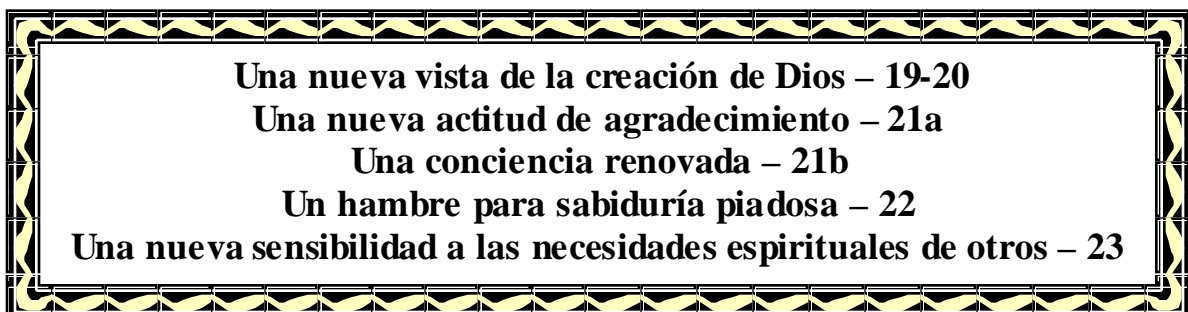 Una nueva vista de la creación de Dios – 19-20
Una nueva actitud de agradecimiento – 21a
Una conciencia renovada – 21b
Un hambre para sabiduría piadosa – 22
Una nueva sensibilidad a las necesidades espirituales de otros – 23